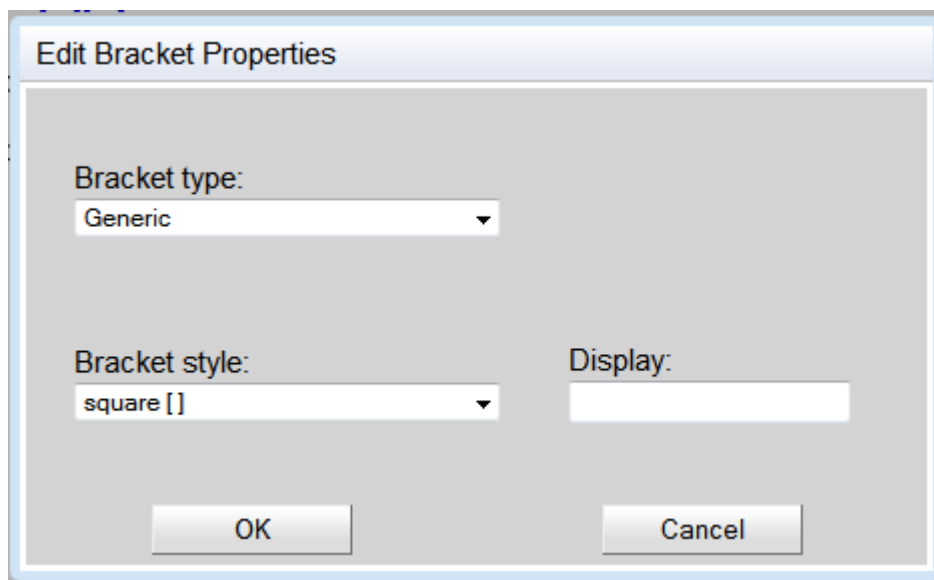 Edit Bracket Properties
Bracket type:
Generic
Bracket style:
Display:
square [ ]
OK
Cancel